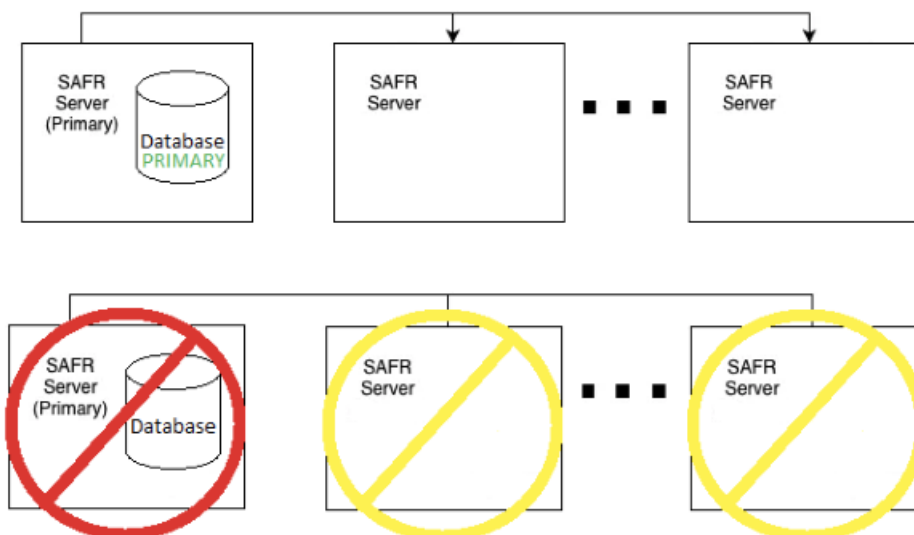 SAFR
Server
(Primary)
Database
PRIMARY
SAFR
Server
SAFR
Server
SAFR
Server
(Primary)
Database
SAFR
Server
SAFR
Server